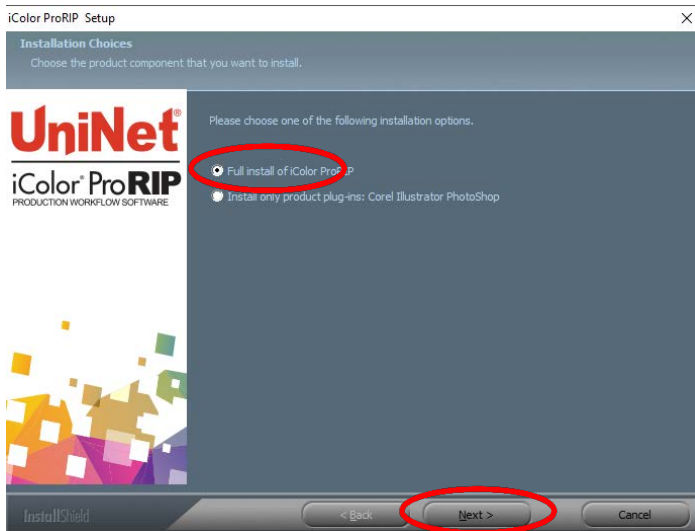 iColor ProRIP Setup
Installation Choices
Choose the product component that you want to install.
UniNet®
iColor® ProRIP
PRODUCTION WORKFLOW SOFTWARE
Please choose one of the following installation options.
Full install of iColor ProRIP
Install only product plug-ins: Corel Illustrator PhotoShop
InstallShield
< Back
Next >
Cancel